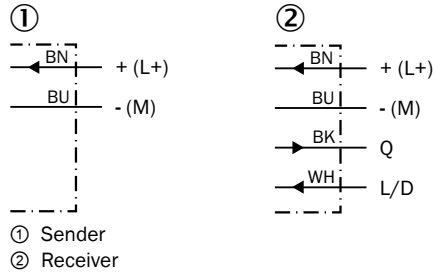 ① ②
BN + (L+)
BU - (M)
BN + (L+)
BU - (M)
BK Q
WH L/D
① Sender
② Receiver